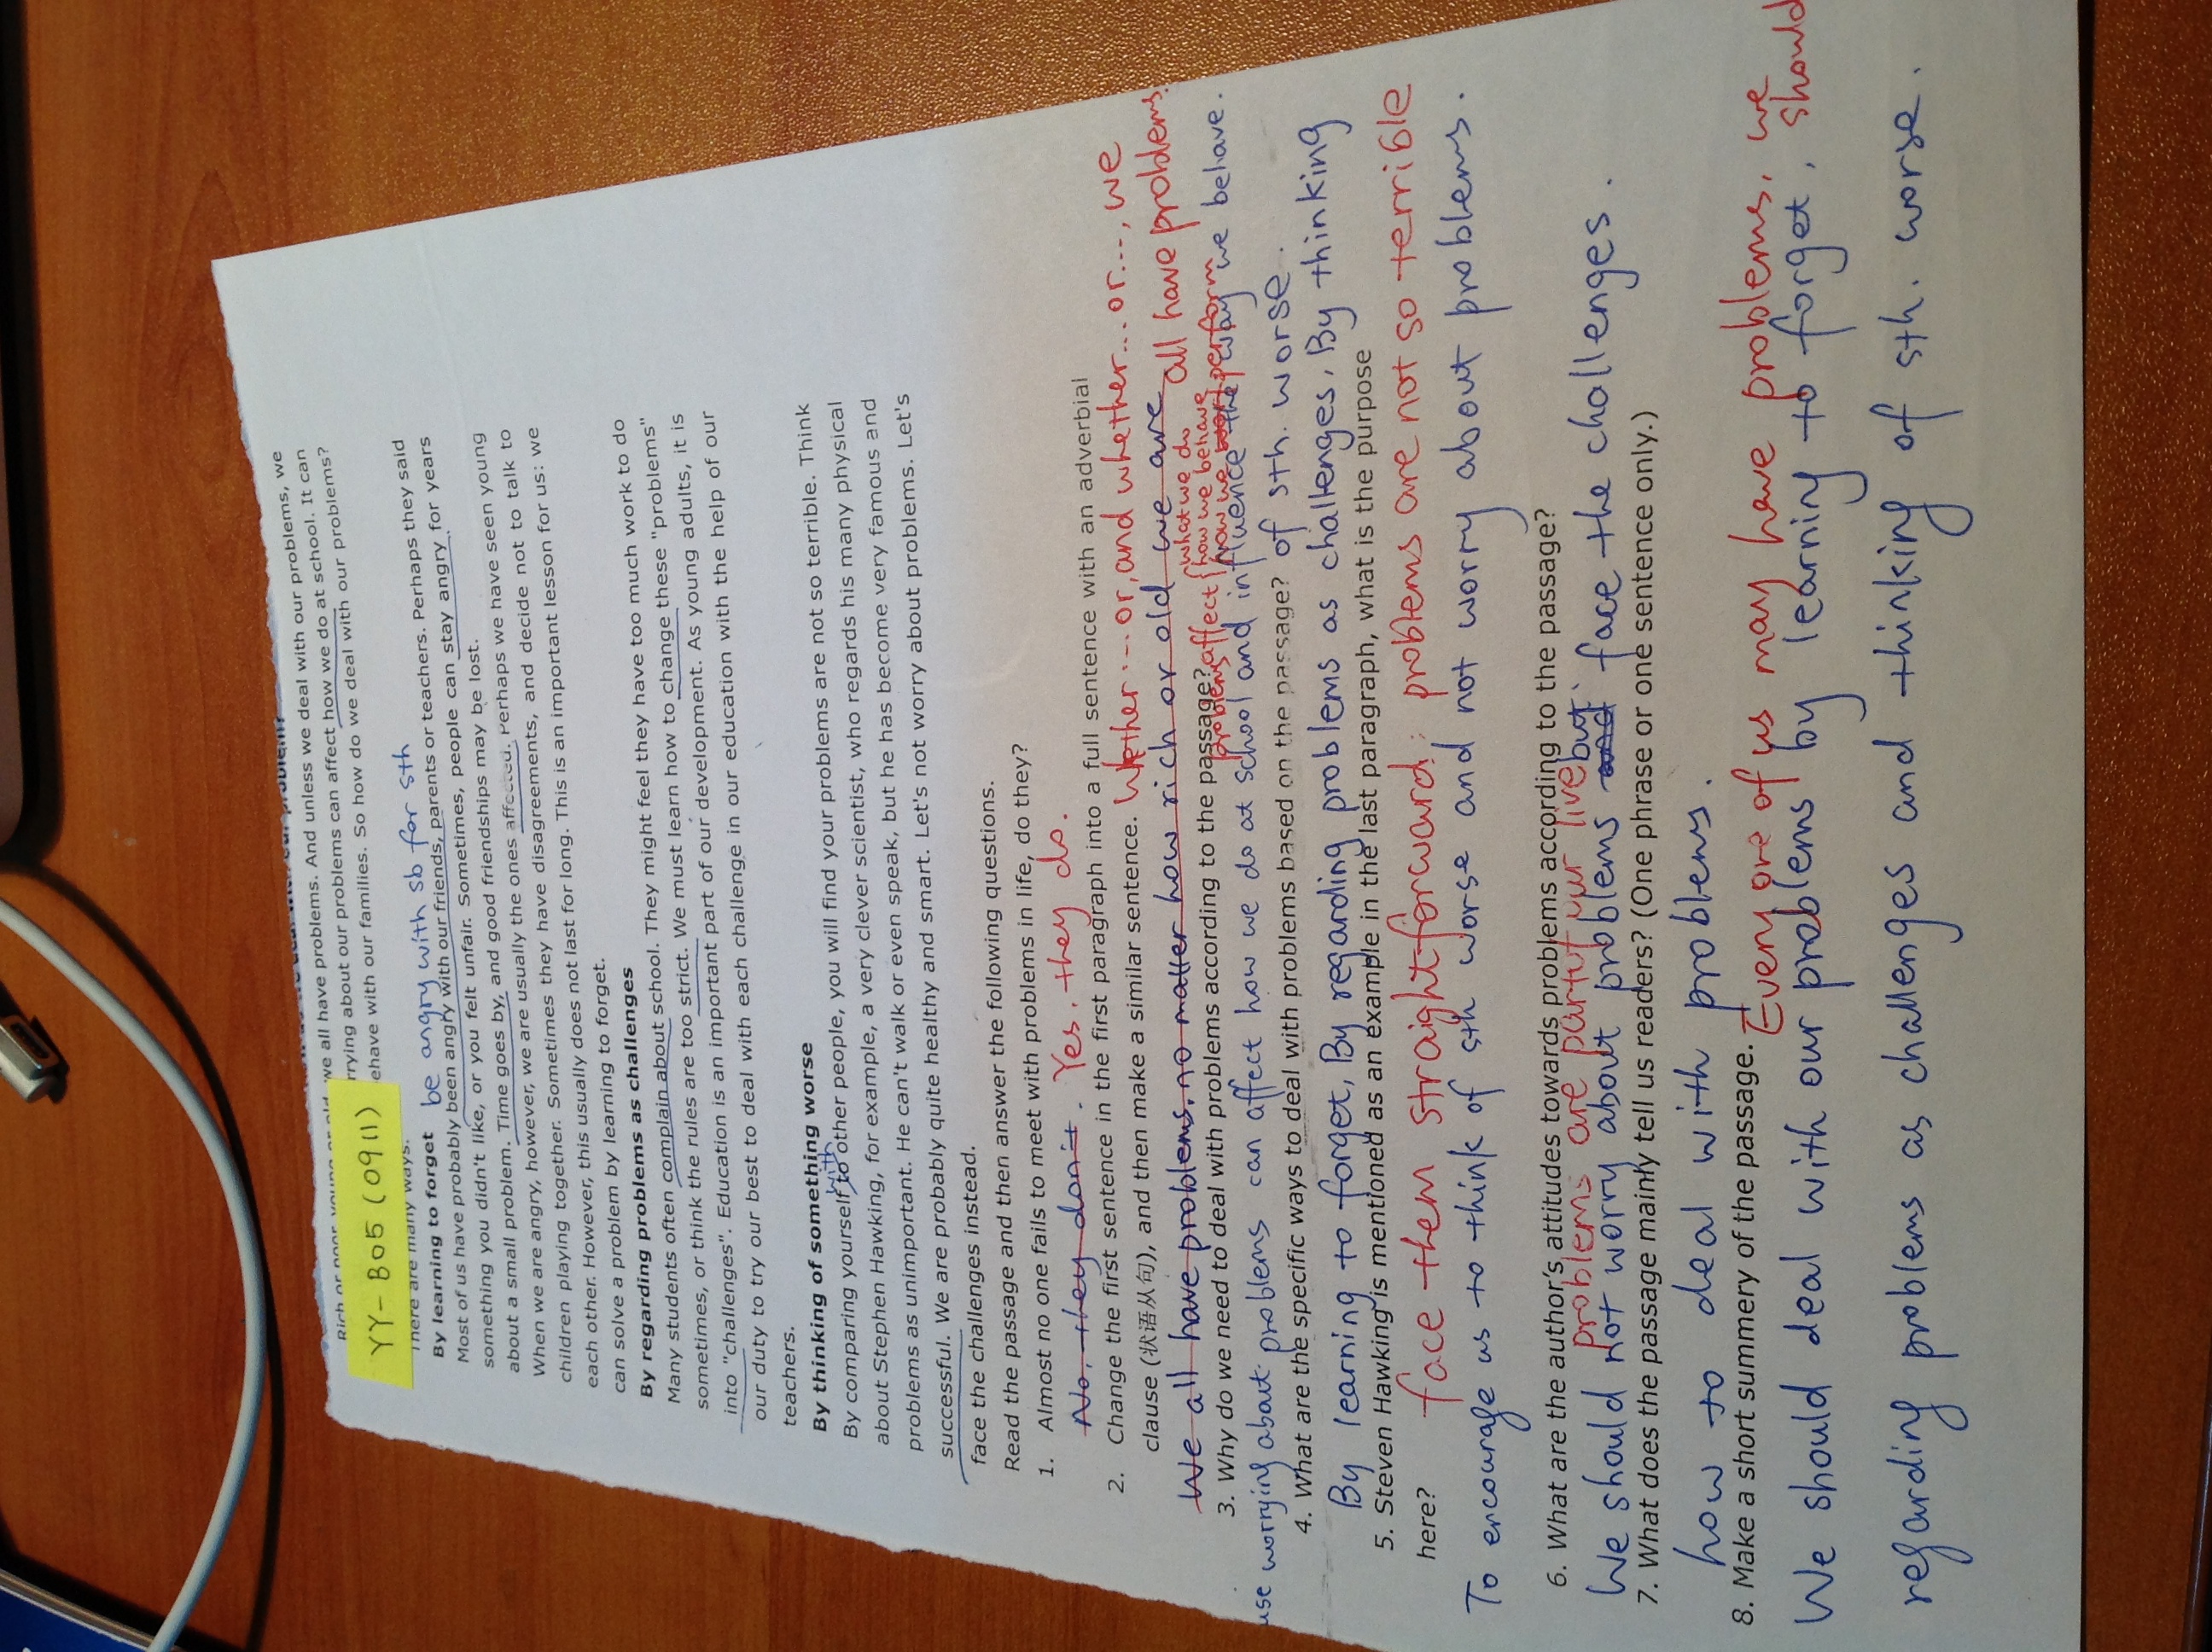 we all have problems. And unless we deal with our problems, we
rrying about our problems can affect how we do at school. It can
YY-B05(0911)
ehave with our families. So how do we deal with our problems?
There are many ways.
By learning to forget be angry with sb for sth
Most of us have probably been angry with our friends, parents or teachers. Perhaps they said
something you didn't like, or you felt unfair. Sometimes, people can stay angry for years
about a small problem. Time goes by, and good friendships may be lost.
When we are angry, however, we are usually the ones affected. Perhaps we have seen young
children playing together. Sometimes they have disagreements, and decide not to talk to
each other. However, this usually does not last for long. This is an important lesson for us: we
can solve a problem by learning to forget.
By regarding problems as challenges
Many students often complain about school. They might feel they have too much work to do
sometimes, or think the rules are too strict. We must learn how to change these "problems"
into "challenges". Education is an important part of our development. As young adults, it is
our duty to try our best to deal with each challenge in our education with the help of our
teachers.
By thinking of something worse
with
By comparing yourself to other people, you will find your problems are not so terrible. Think
about Stephen Hawking, for example, a very clever scientist, who regards his many physical
problems as unimportant. He can't walk or even speak, but he has become very famous and
successful. We are probably quite healthy and smart. Let's not worry about problems. Let's
face the challenges instead.
Read the passage and then answer the following questions.
1. Almost no one fails to meet with problems in life, do they?
No, they don't. Yes, they do.
2. Change the first sentence in the first paragraph into a full sentence with an adverbial
clause (状语从句), and then make a similar sentence. Whether ... or, and whether... or..., we
We all have problems, no matter how rich or old we are all have problems.
what we do
3. Why do we need to deal with problems according to the passage? problems affect { how we behave
how we perform
use worrying about problems can affect how we do at school and influence the way we behave.
4. What are the specific ways to deal with problems based on the passage? of sth. worse.
By learning to forget, By regarding problems as challenges, By thinking
5. Steven Hawking is mentioned as an example in the last paragraph, what is the purpose
here? face them straightforward; problems are not so terrible
To encourage us to think of sth worse and not worry about problems.
6. What are the author's attitudes towards problems according to the passage?
problems are part of our live but
We should not worry about problems and face the challenges.
7. What does the passage mainly tell us readers? (One phrase or one sentence only.)
how to deal with problems.
8. Make a short summery of the passage. Every one of us may have problems, we
We should deal with our problems by learning to forget, should
regarding problems as challenges and thinking of sth. worse.